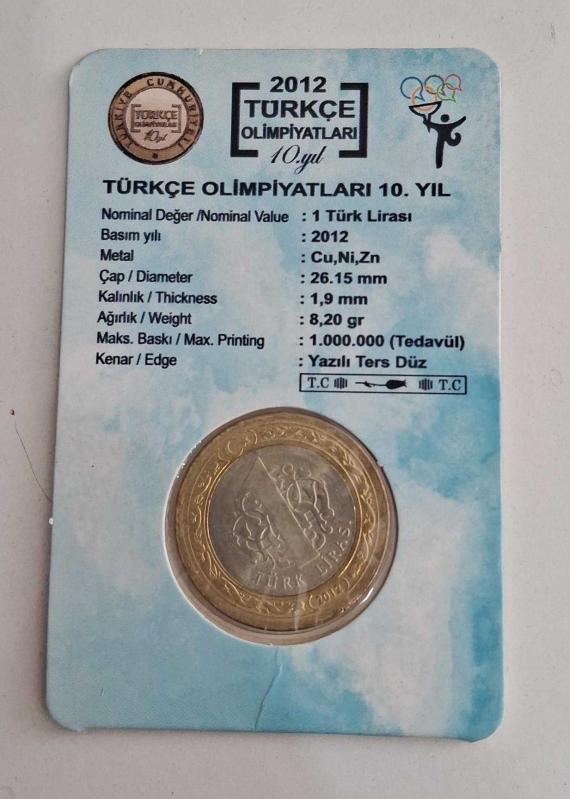 TÜRKİYE CUMHURİYETİ
TÜRKÇE
OLİMPİYATLARI
10.yıl
2012
TÜRKÇE
OLİMPİYATLARI
10.yıl
TÜRKÇE OLİMPİYATLARI 10. YIL
Nominal Değer /Nominal Value : 1 Türk Lirası
Basım yılı : 2012
Metal : Cu,Ni,Zn
Çap / Diameter : 26.15 mm
Kalınlık / Thickness : 1,9 mm
Ağırlık / Weight : 8,20 gr
Maks. Baskı / Max. Printing : 1.000.000 (Tedavül)
Kenar / Edge : Yazılı Ters Düz
T.C T.C
TÜRK LİRASI
2012